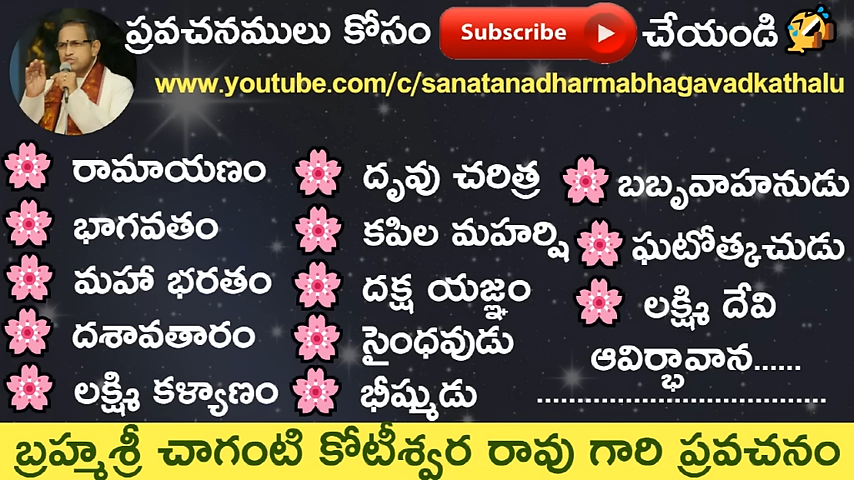 ప్రవచనములు కోసం Subscribe చేయండి
www.youtube.com/c/sanatanadharmabhagavadkathalu
రామాయణం
భాగవతం
మహా భరతం
దశావతారం
లక్ష్మి కళ్యాణం
దృవు చరిత్ర
కపిల మహర్షి
దక్ష యజ్ఞం
సైంధవుడు
భీష్ముడు
బబృవాహనుడు
ఘటోత్కచుడు
లక్ష్మి దేవి
ఆవిర్భావాన......
..................................
బ్రహ్మశ్రీ చాగంటి కోటీశ్వర రావు గారి ప్రవచనం